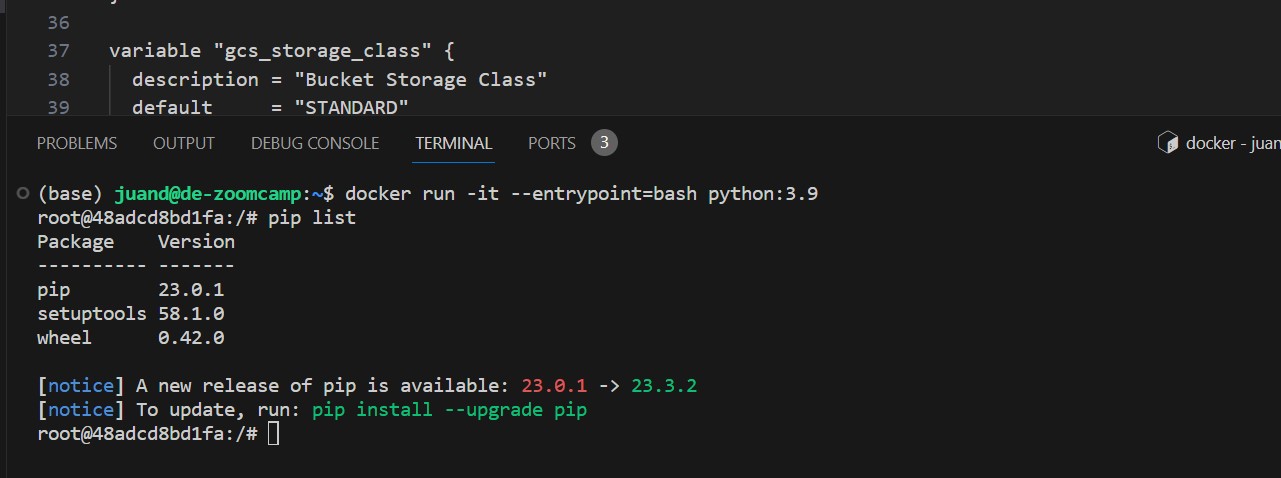 36
37 variable "gcs_storage_class" {
38 description = "Bucket Storage Class"
39 default     = "STANDARD"
PROBLEMS OUTPUT DEBUG CONSOLE TERMINAL PORTS 3 docker - juan
(base) juand@de-zoomcamp:~$ docker run -it --entrypoint=bash python:3.9
root@48adcd8bd1fa:/# pip list
Package    Version
---------- -------
pip        23.0.1
setuptools 58.1.0
wheel      0.42.0
[notice] A new release of pip is available: 23.0.1 -> 23.3.2
[notice] To update, run: pip install --upgrade pip
root@48adcd8bd1fa:/#